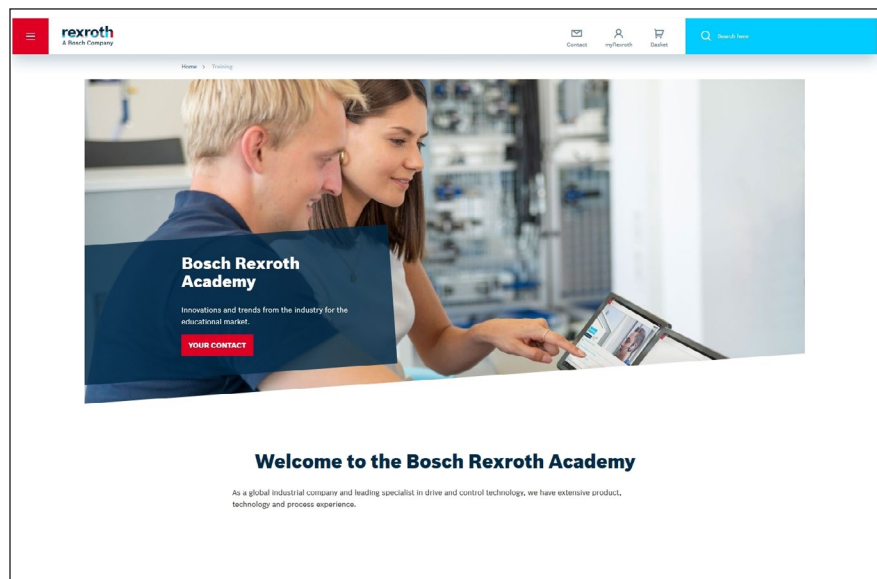 rexroth
A Bosch Company
Contact
myRexroth
Basket
Search here
Home > Training
Bosch Rexroth
Academy
Innovations and trends from the industry for the
educational market.
YOUR CONTACT
Welcome to the Bosch Rexroth Academy
As a global industrial company and leading specialist in drive and control technology, we have extensive product,
technology and process experience.